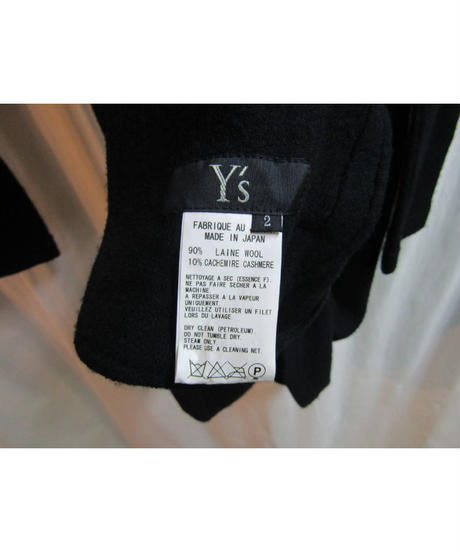 Y's
2
FABRIQUE AU
MADE IN JAPAN
90% LAINE WOOL
10% CACHEMIRE CASHMERE
NETTOYAGE A SEC (ESSENCE F).
NE PAS FAIRE SECHER A LA
MACHINE
A REPASSER A LA VAPEUR
UNIQUEMENT.
VEUILLEZ UTILISER UN FILET
LORS DU LAVAGE.
DRY CLEAN (PETROLEUM).
DO NOT TUMBLE DRY.
STEAM ONLY
PLEASE USE A CLEANING NET.
P